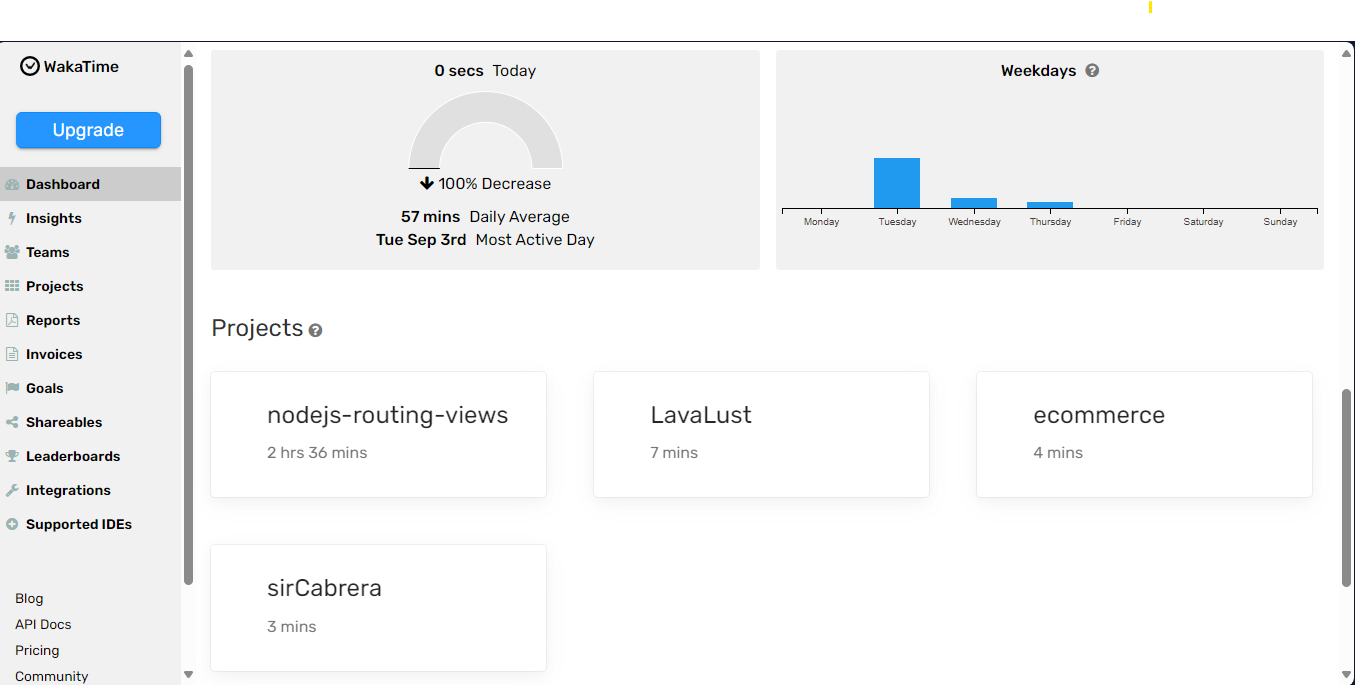 WakaTime
Upgrade
Dashboard
Insights
Teams
Projects
Reports
Invoices
Goals
Shareables
Leaderboards
Integrations
Supported IDEs
Blog
API Docs
Pricing
Community
0 secs Today
100% Decrease
57 mins Daily Average
Tue Sep 3rd Most Active Day
Weekdays ?
Monday Tuesday Wednesday Thursday Friday Saturday Sunday
Projects ?
nodejs-routing-views
2 hrs 36 mins
LavaLust
7 mins
ecommerce
4 mins
sirCabrera
3 mins